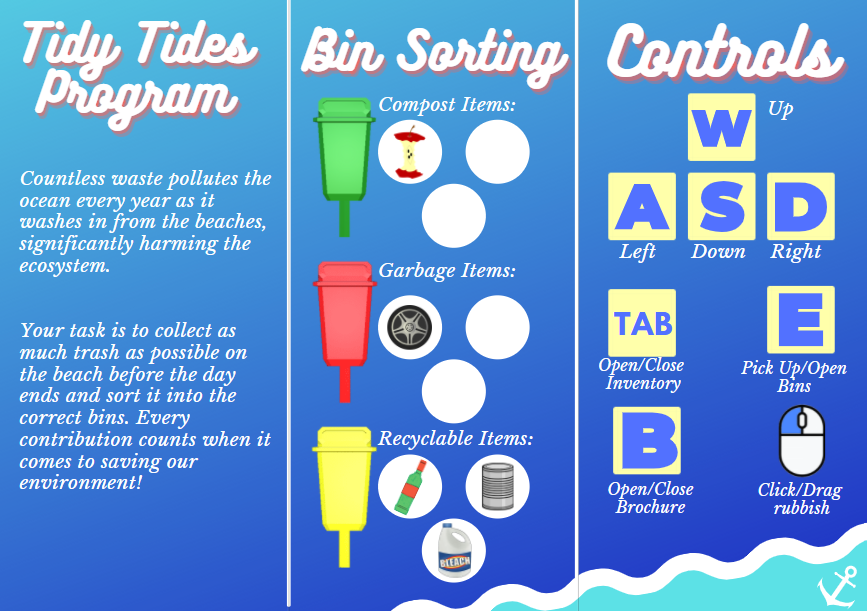 Tidy Tides
Program
Countless waste pollutes the
ocean every year as it
washes in from the beaches,
significantly harming the
ecosystem.
Your task is to collect as
much trash as possible on
the beach before the day
ends and sort it into the
correct bins. Every
contribution counts when it
comes to saving our
environment!
Bin Sorting
Compost Items:
Garbage Items:
Recyclable Items:
BLEACH
Controls
W
Up
A S D
Left Down Right
TAB
Open/Close
Inventory
E
Pick Up/Open
Bins
B
Open/Close
Brochure
Click/Drag
rubbish